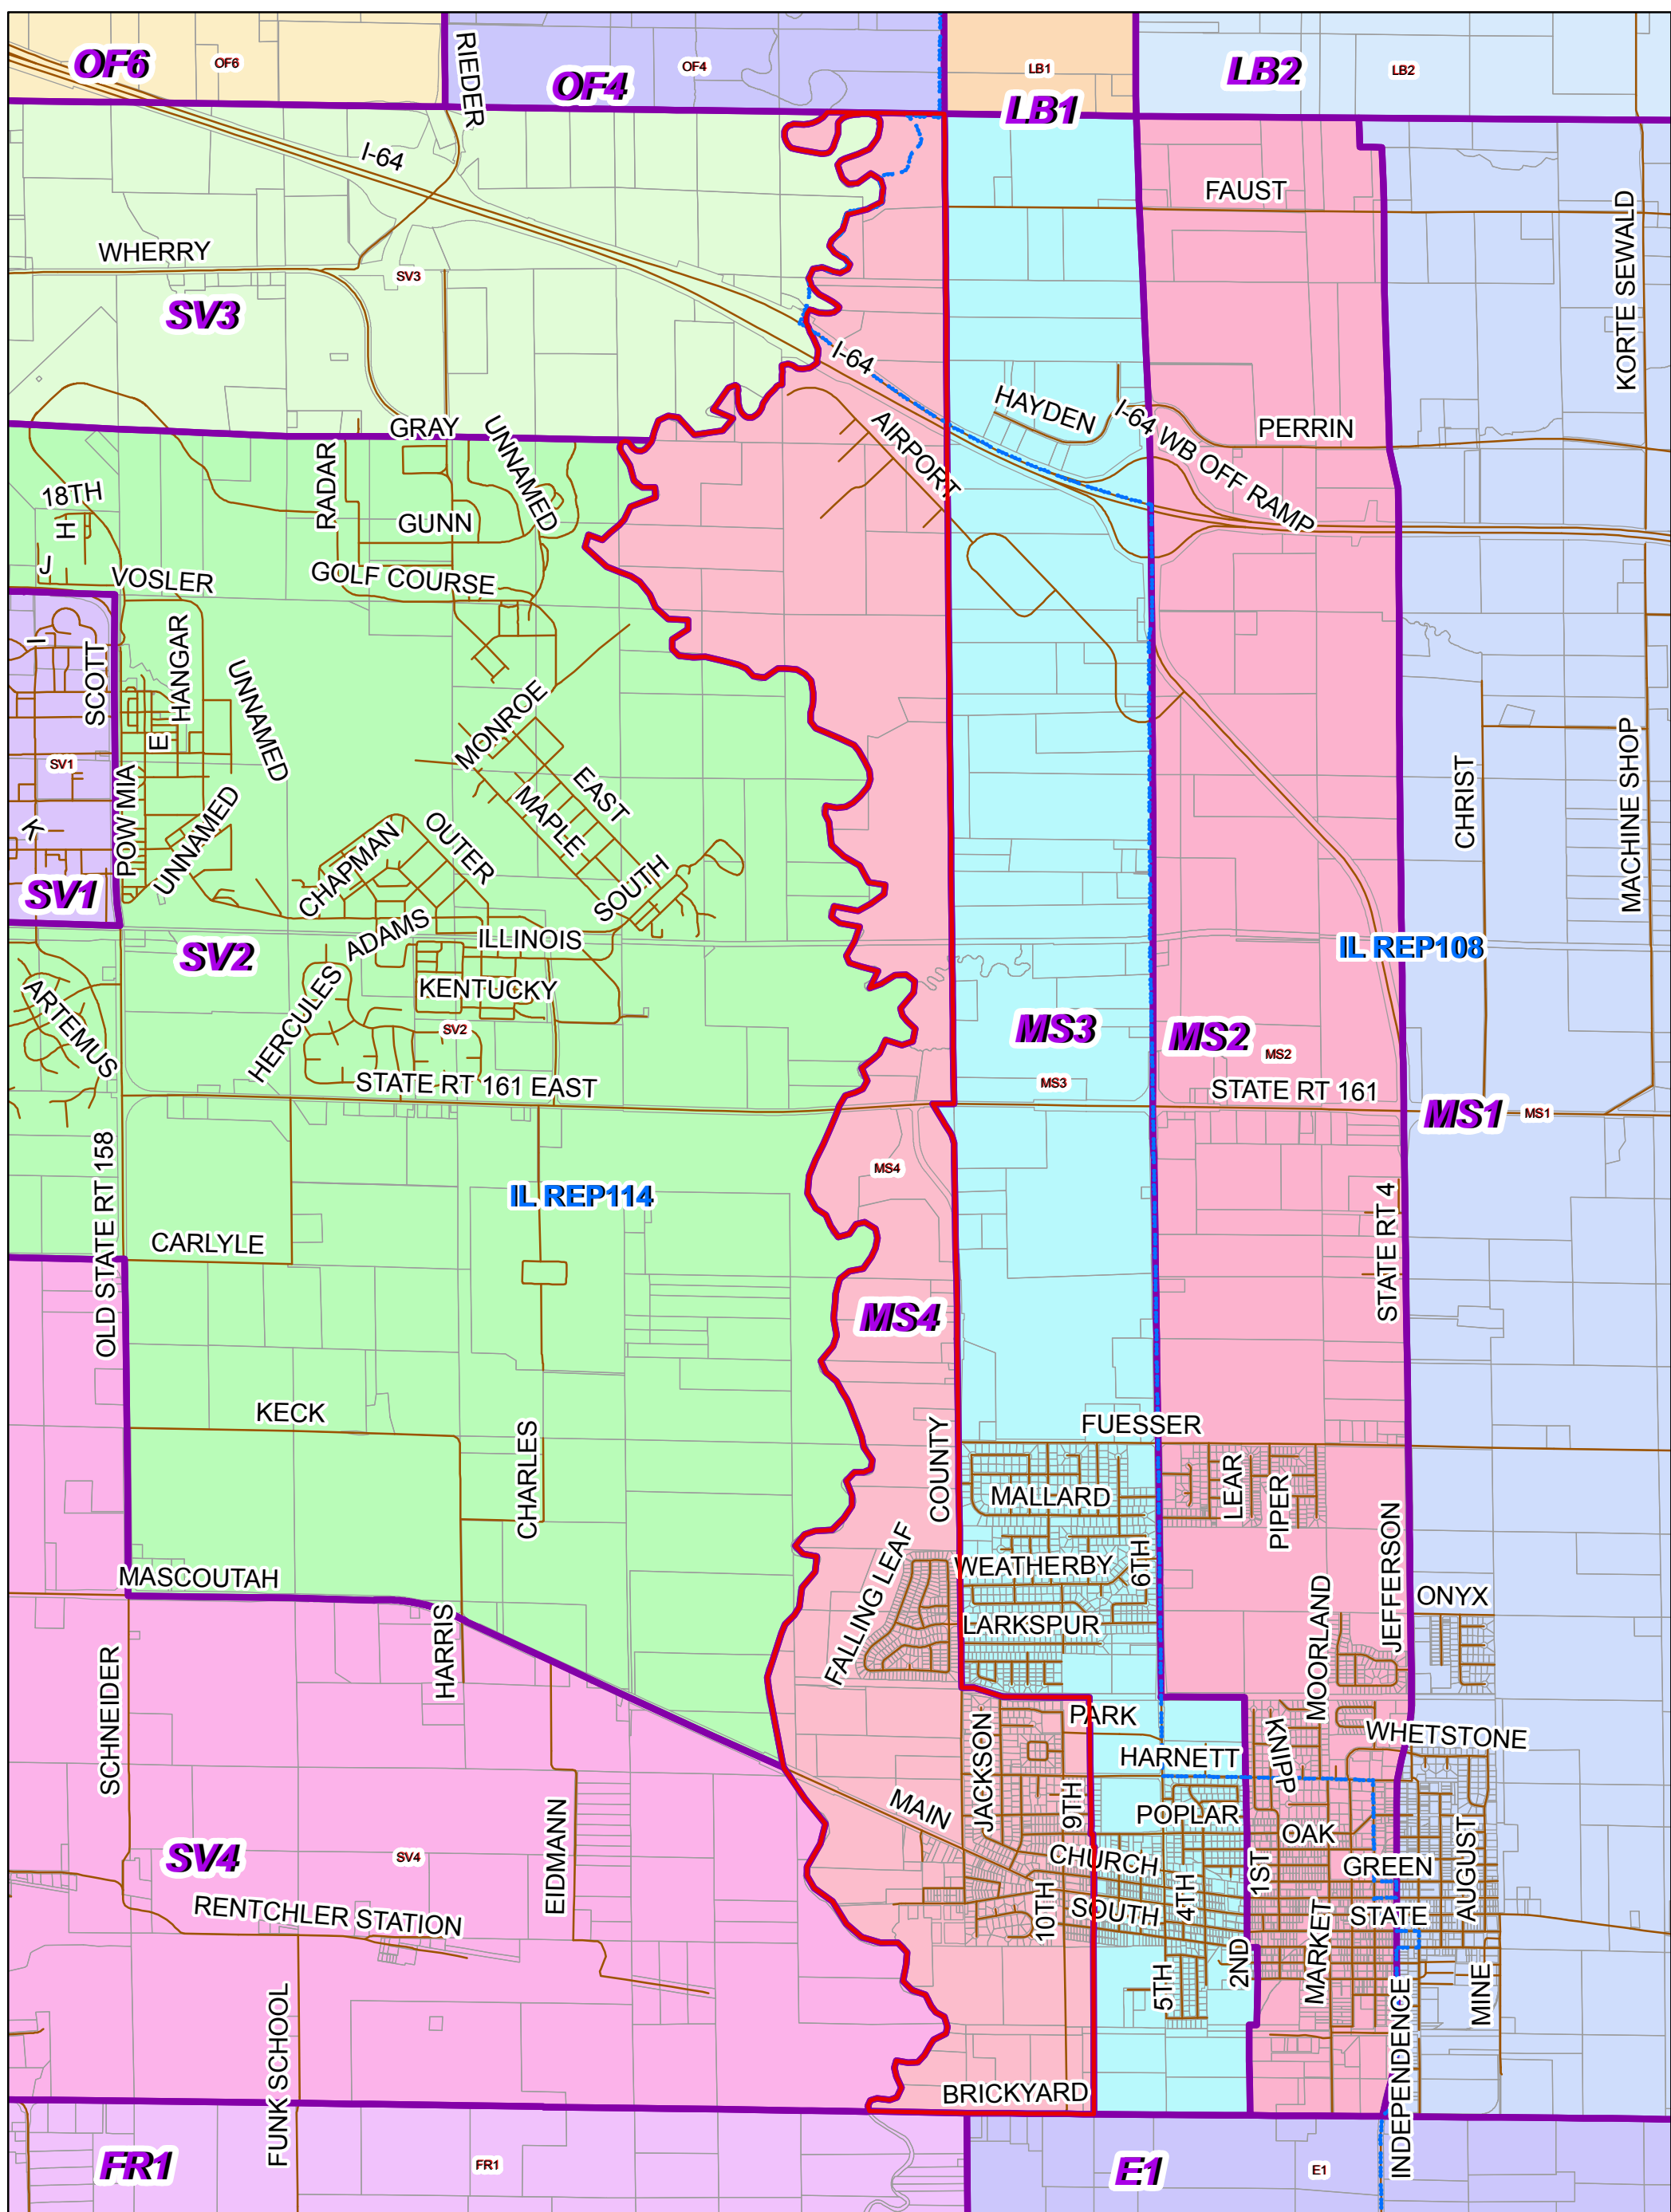 OF6
OF6
RIEDER
OF4
OF4
LB1
LB1
LB2
LB2
I-64
FAUST
KORTE SEWALD
WHERRY
SV3
SV3
I-64
HAYDEN
I-64 WB OFF RAMP
PERRIN
AIRPORT
GRAY
UNNAMED
RADAR
18TH
H
GUNN
J
VOSLER
GOLF COURSE
I
SCOTT
HANGAR
UNNAMED
E
MONROE
SV1
POW MIA
EAST
MAPLE
CHRIST
MACHINE SHOP
K
UNNAMED
CHAPMAN
OUTER
SOUTH
SV1
ADAMS
ILLINOIS
SV2
IL REP108
HERCULES
KENTUCKY
ARTEMUS
SV2
MS3
MS2
MS2
STATE RT 161 EAST
MS3
STATE RT 161
MS1
MS1
MS4
OLD STATE RT 158
IL REP114
STATE RT 4
CARLYLE
MS4
KECK
CHARLES
COUNTY
FUESSER
MALLARD
LEAR
PIPER
JEFFERSON
FALLING LEAF
WEATHERBY
6TH
MASCOUTAH
LARKSPUR
MOORLAND
ONYX
HARRIS
SCHNEIDER
JACKSON
PARK
KNIPP
WHETSTONE
HARNETT
MAIN
9TH
POPLAR
OAK
EIDMANN
SV4
SV4
CHURCH
GREEN
AUGUST
1ST
4TH
10TH
SOUTH
STATE
RENTCHLER STATION
MARKET
2ND
5TH
MINE
FUNK SCHOOL
INDEPENDENCE
BRICKYARD
FR1
FR1
E1
E1